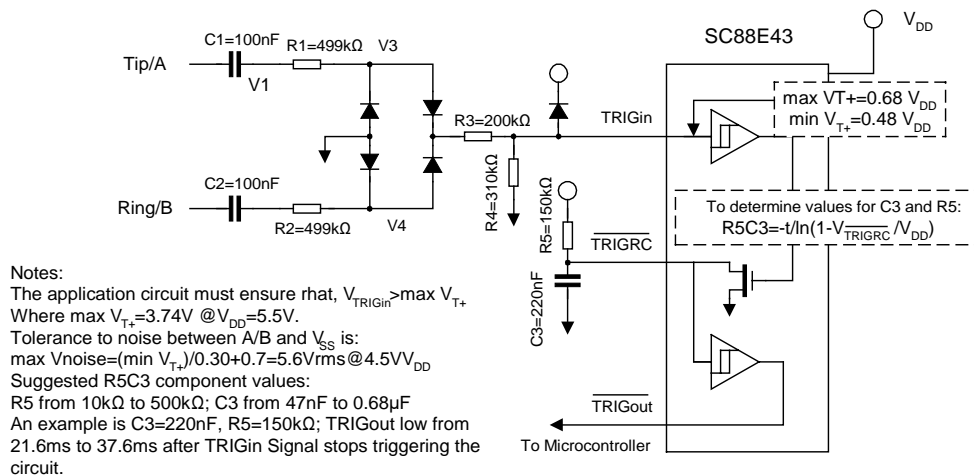 SC88E43
V_DD
C1=100nF
R1=499kΩ
V3
Tip/A
V1
max VT+=0.68 V_DD
min V_T+=0.48 V_DD
R3=200kΩ
TRIGin
R4=310kΩ
R5=150kΩ
C2=100nF
Ring/B
R2=499kΩ
V4
TRIGRC
To determine values for C3 and R5:
R5C3=-t/ln(1-V_TRIGRC/V_DD)
C3=220nF
TRIGout
To Microcontroller
Notes:
The application circuit must ensure rhat, V_TRIGin>max V_T+
Where max V_T+=3.74V @V_DD=5.5V.
Tolerance to noise between A/B and V_SS is:
max Vnoise=(min V_T+)/0.30+0.7=5.6Vrms@4.5VV_DD
Suggested R5C3 component values:
R5 from 10kΩ to 500kΩ; C3 from 47nF to 0.68μF
An example is C3=220nF, R5=150kΩ; TRIGout low from
21.6ms to 37.6ms after TRIGin Signal stops triggering the
circuit.